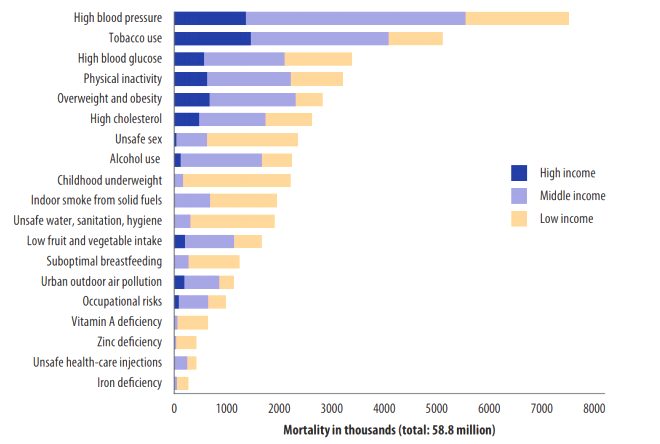 High blood pressure
Tobacco use
High blood glucose
Physical inactivity
Overweight and obesity
High cholesterol
Unsafe sex
Alcohol use
Childhood underweight
Indoor smoke from solid fuels
Unsafe water, sanitation, hygiene
Low fruit and vegetable intake
Suboptimal breastfeeding
Urban outdoor air pollution
Occupational risks
Vitamin A deficiency
Zinc deficiency
Unsafe health-care injections
Iron deficiency
High income
Middle income
Low income
0 1000 2000 3000 4000 5000 6000 7000 8000
Mortality in thousands (total: 58.8 million)